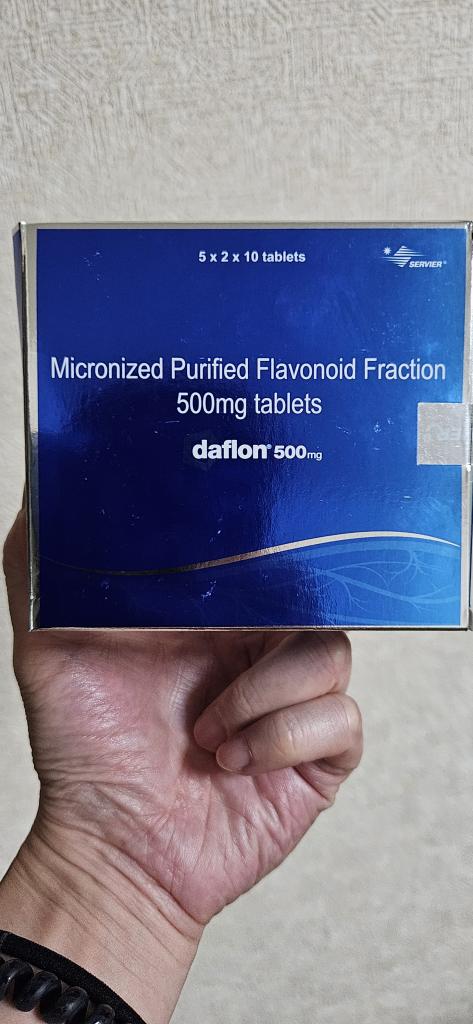 5 x 2 x 10 tablets
SERVIER®
Micronized Purified Flavonoid Fraction
500mg tablets
daflon® 500mg